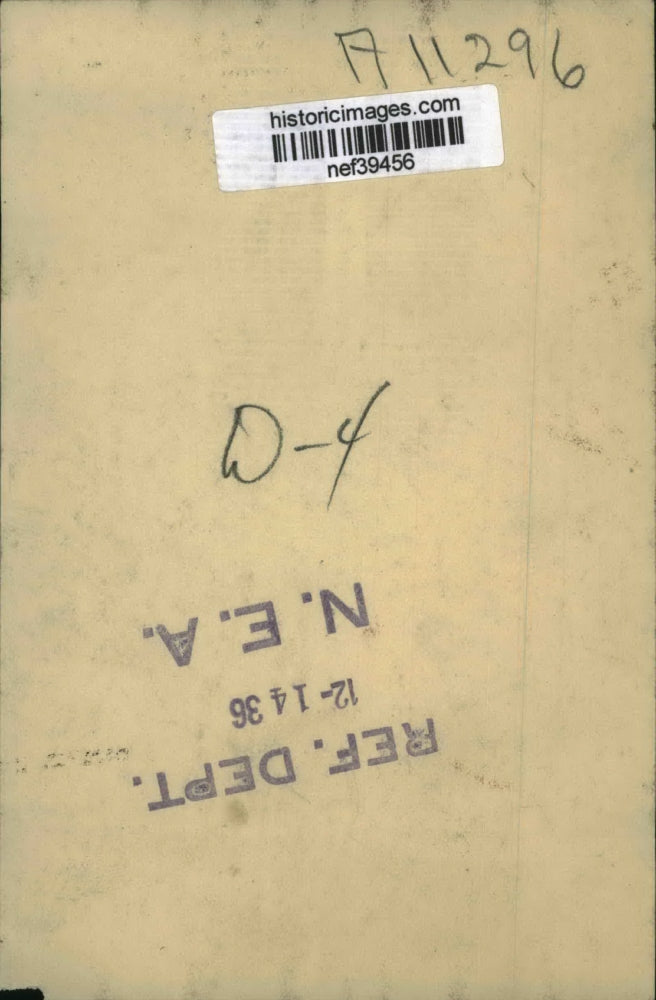 A11296
historicimages.com
nef39456
D-4
REF. DEPT.
12-14 36
N.E.A.